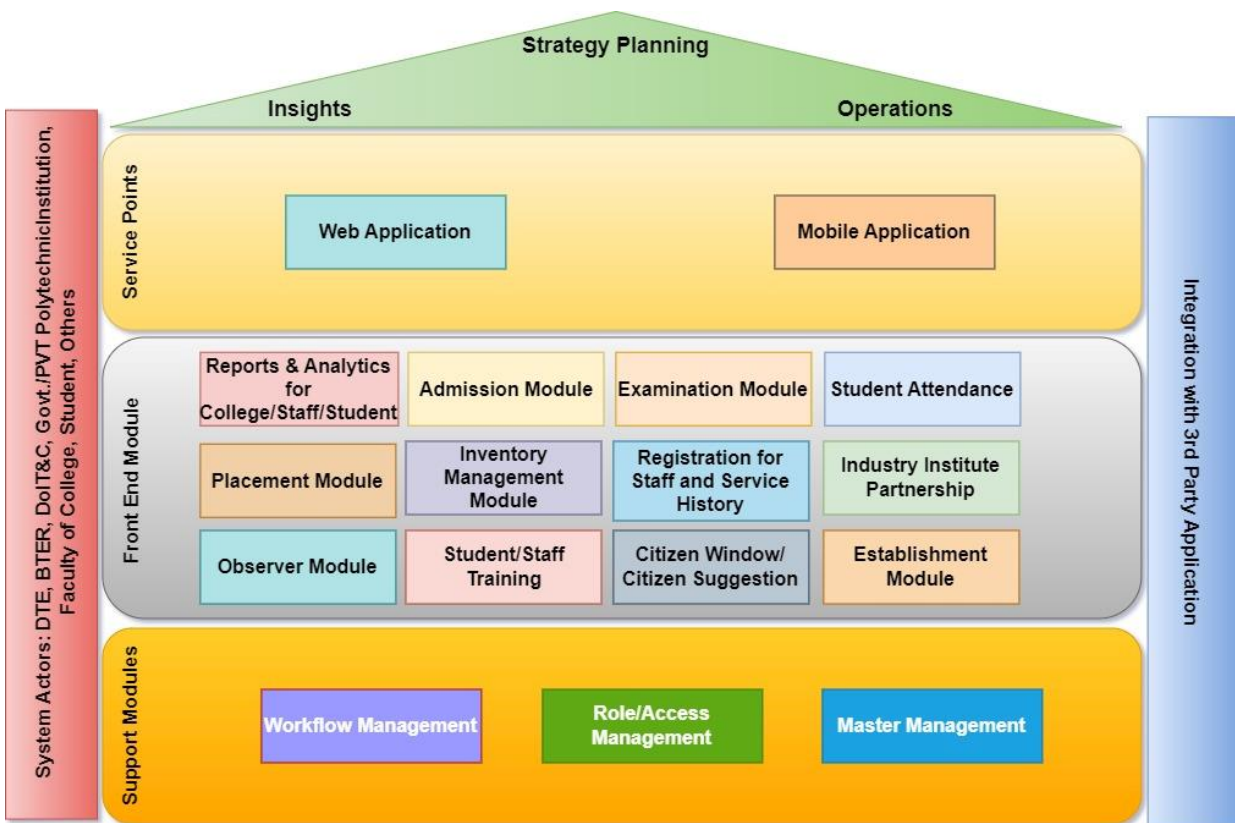 Strategy Planning
Insights
Operations
System Actors: DTE, BTER, DoIT&C, Govt./PVT PolytechnicInstitution,
Faculty of College, Student, Others
Service Points
Web Application
Mobile Application
Front End Module
Reports & Analytics
for
College/Staff/Student
Admission Module
Examination Module
Student Attendance
Placement Module
Inventory
Management
Module
Registration for
Staff and Service
History
Industry Institute
Partnership
Observer Module
Student/Staff
Training
Citizen Window/
Citizen Suggestion
Establishment
Module
Support Modules
Workflow Management
Role/Access
Management
Master Management
Integration with 3rd Party Application